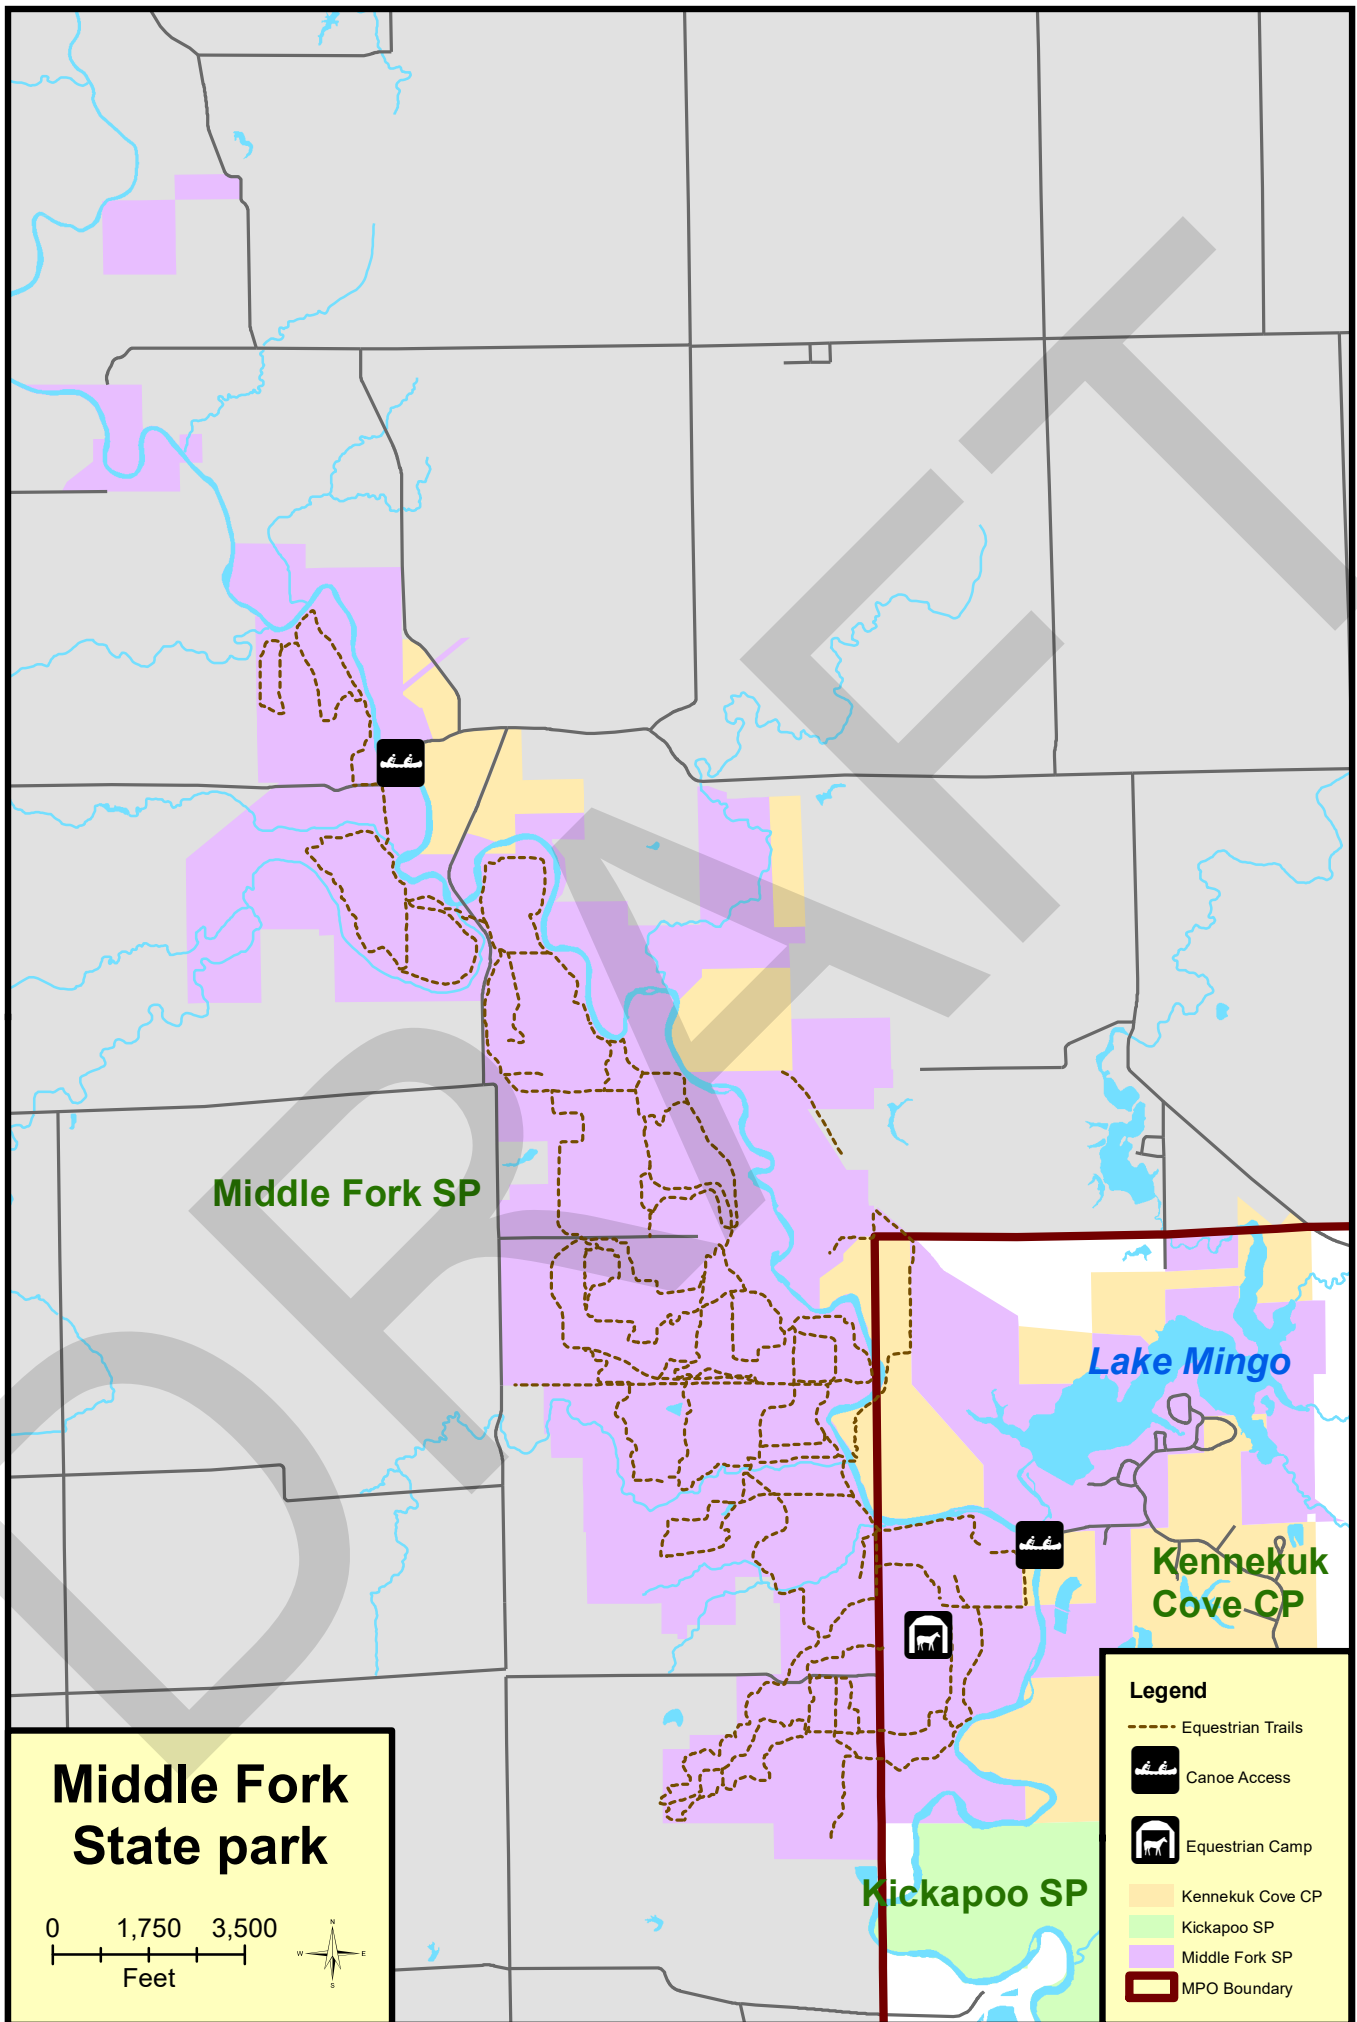 DRAFT
Middle Fork SP
Lake Mingo
Kennekuk
Cove CP
Kickapoo SP
Middle Fork
State park
0 1,750 3,500
Feet
N
W E
S
Legend
Equestrian Trails
Canoe Access
Equestrian Camp
Kennekuk Cove CP
Kickapoo SP
Middle Fork SP
MPO Boundary